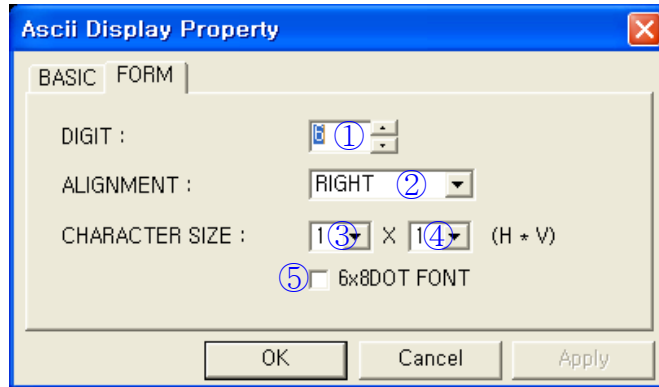 Ascii Display Property
BASIC FORM
DIGIT : 6 ①
ALIGNMENT : RIGHT ②
CHARACTER SIZE : 1 ③ X 1 ④ (H * V)
⑤ 6x8DOT FONT
OK Cancel Apply